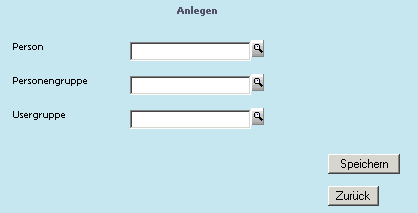 Anlegen
Person
Personengruppe
Usergruppe
Speichern
Zurück